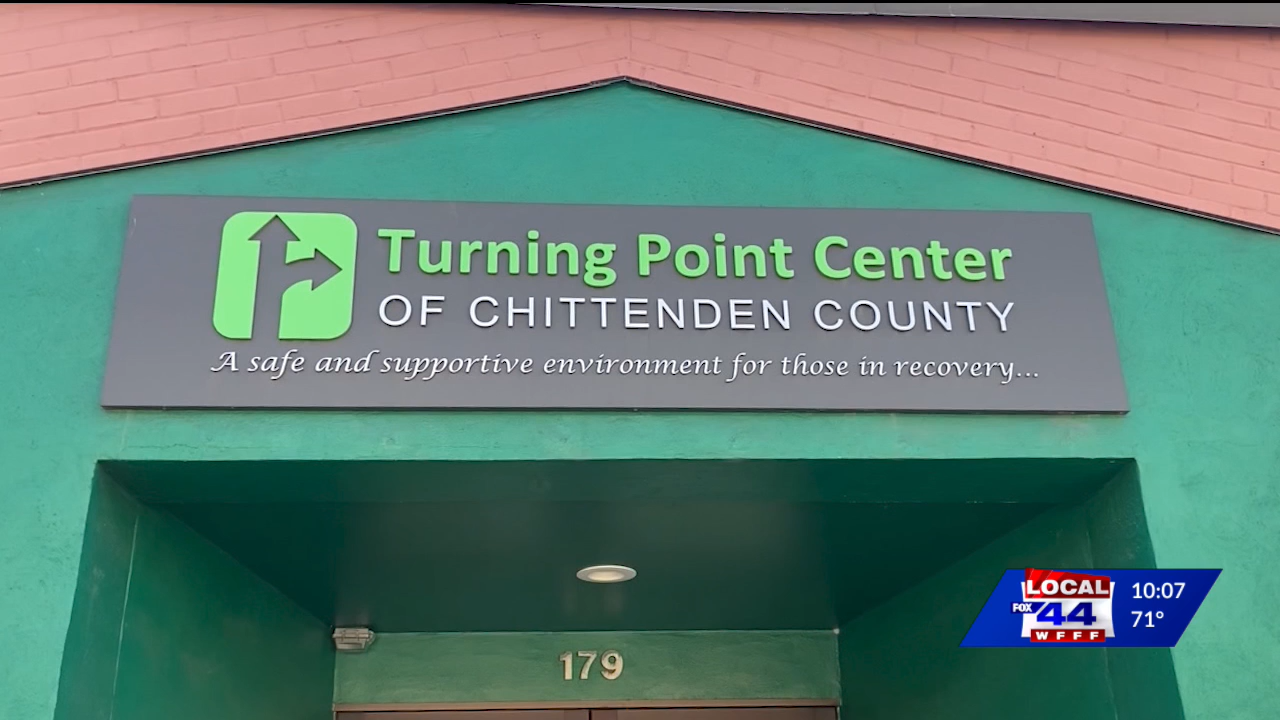 Turning Point Center
OF CHITTENDEN COUNTY
A safe and supportive environment for those in recovery...
179
LOCAL
FOX 44
WFFF
10:07
71°